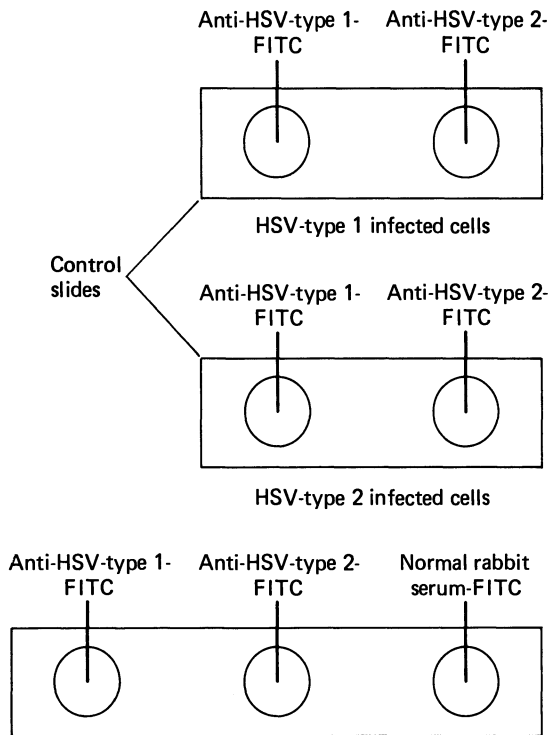 Anti-HSV-type 1-
FITC
Anti-HSV-type 2-
FITC
HSV-type 1 infected cells
Control
slides
Anti-HSV-type 1-
FITC
Anti-HSV-type 2-
FITC
HSV-type 2 infected cells
Anti-HSV-type 1-
FITC
Anti-HSV-type 2-
FITC
Normal rabbit
serum-FITC